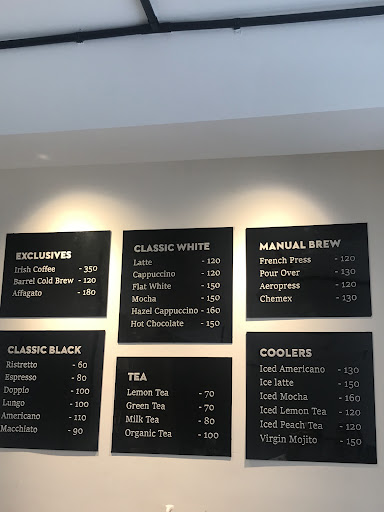 EXCLUSIVES
Irish Coffee - 350
Barrel Cold Brew - 120
Affagato - 180
CLASSIC WHITE
Latte - 120
Cappuccino - 120
Flat White - 150
Mocha - 150
Hazel Cappuccino - 160
Hot Chocolate - 150
MANUAL BREW
French Press - 120
Pour Over - 130
Aeropress - 120
Chemex - 130
CLASSIC BLACK
Ristretto - 60
Espresso - 80
Doppio - 100
Lungo - 100
Americano - 110
Macchiato - 90
TEA
Lemon Tea - 70
Green Tea - 70
Milk Tea - 80
Organic Tea - 100
COOLERS
Iced Americano - 130
Ice latte - 150
Iced Mocha - 160
Iced Lemon Tea - 120
Iced Peach Tea - 120
Virgin Mojito - 150